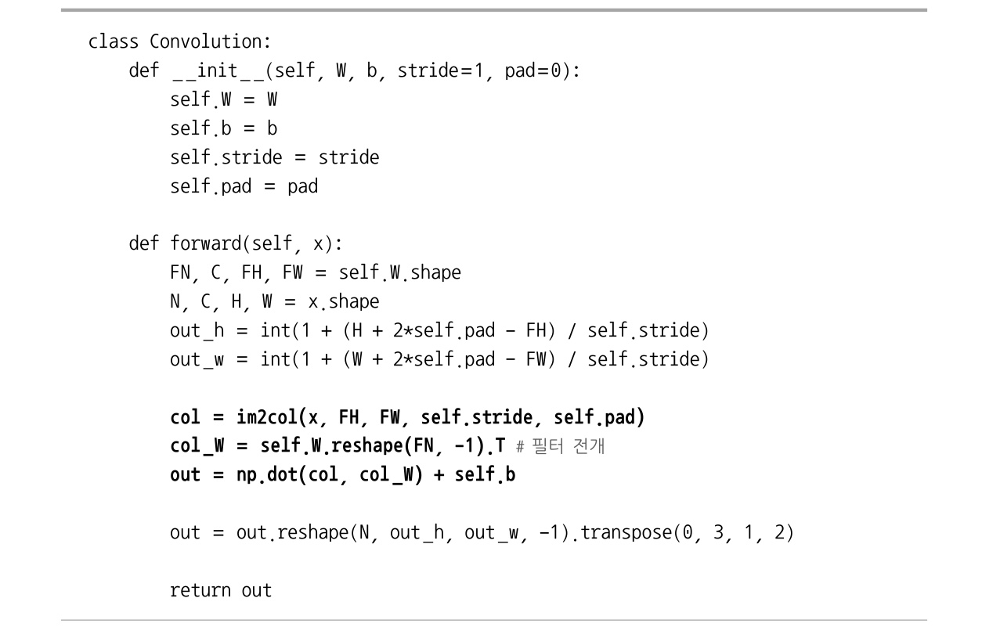 class Convolution:
    def __init__(self, W, b, stride=1, pad=0):
        self.W = W
        self.b = b
        self.stride = stride
        self.pad = pad

    def forward(self, x):
        FN, C, FH, FW = self.W.shape
        N, C, H, W = x.shape
        out_h = int(1 + (H + 2*self.pad - FH) / self.stride)
        out_w = int(1 + (W + 2*self.pad - FW) / self.stride)

        col = im2col(x, FH, FW, self.stride, self.pad)
        col_W = self.W.reshape(FN, -1).T # 필터 전개
        out = np.dot(col, col_W) + self.b

        out = out.reshape(N, out_h, out_w, -1).transpose(0, 3, 1, 2)

        return out